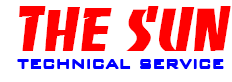 THE SUN
TECHNICAL SERVICE